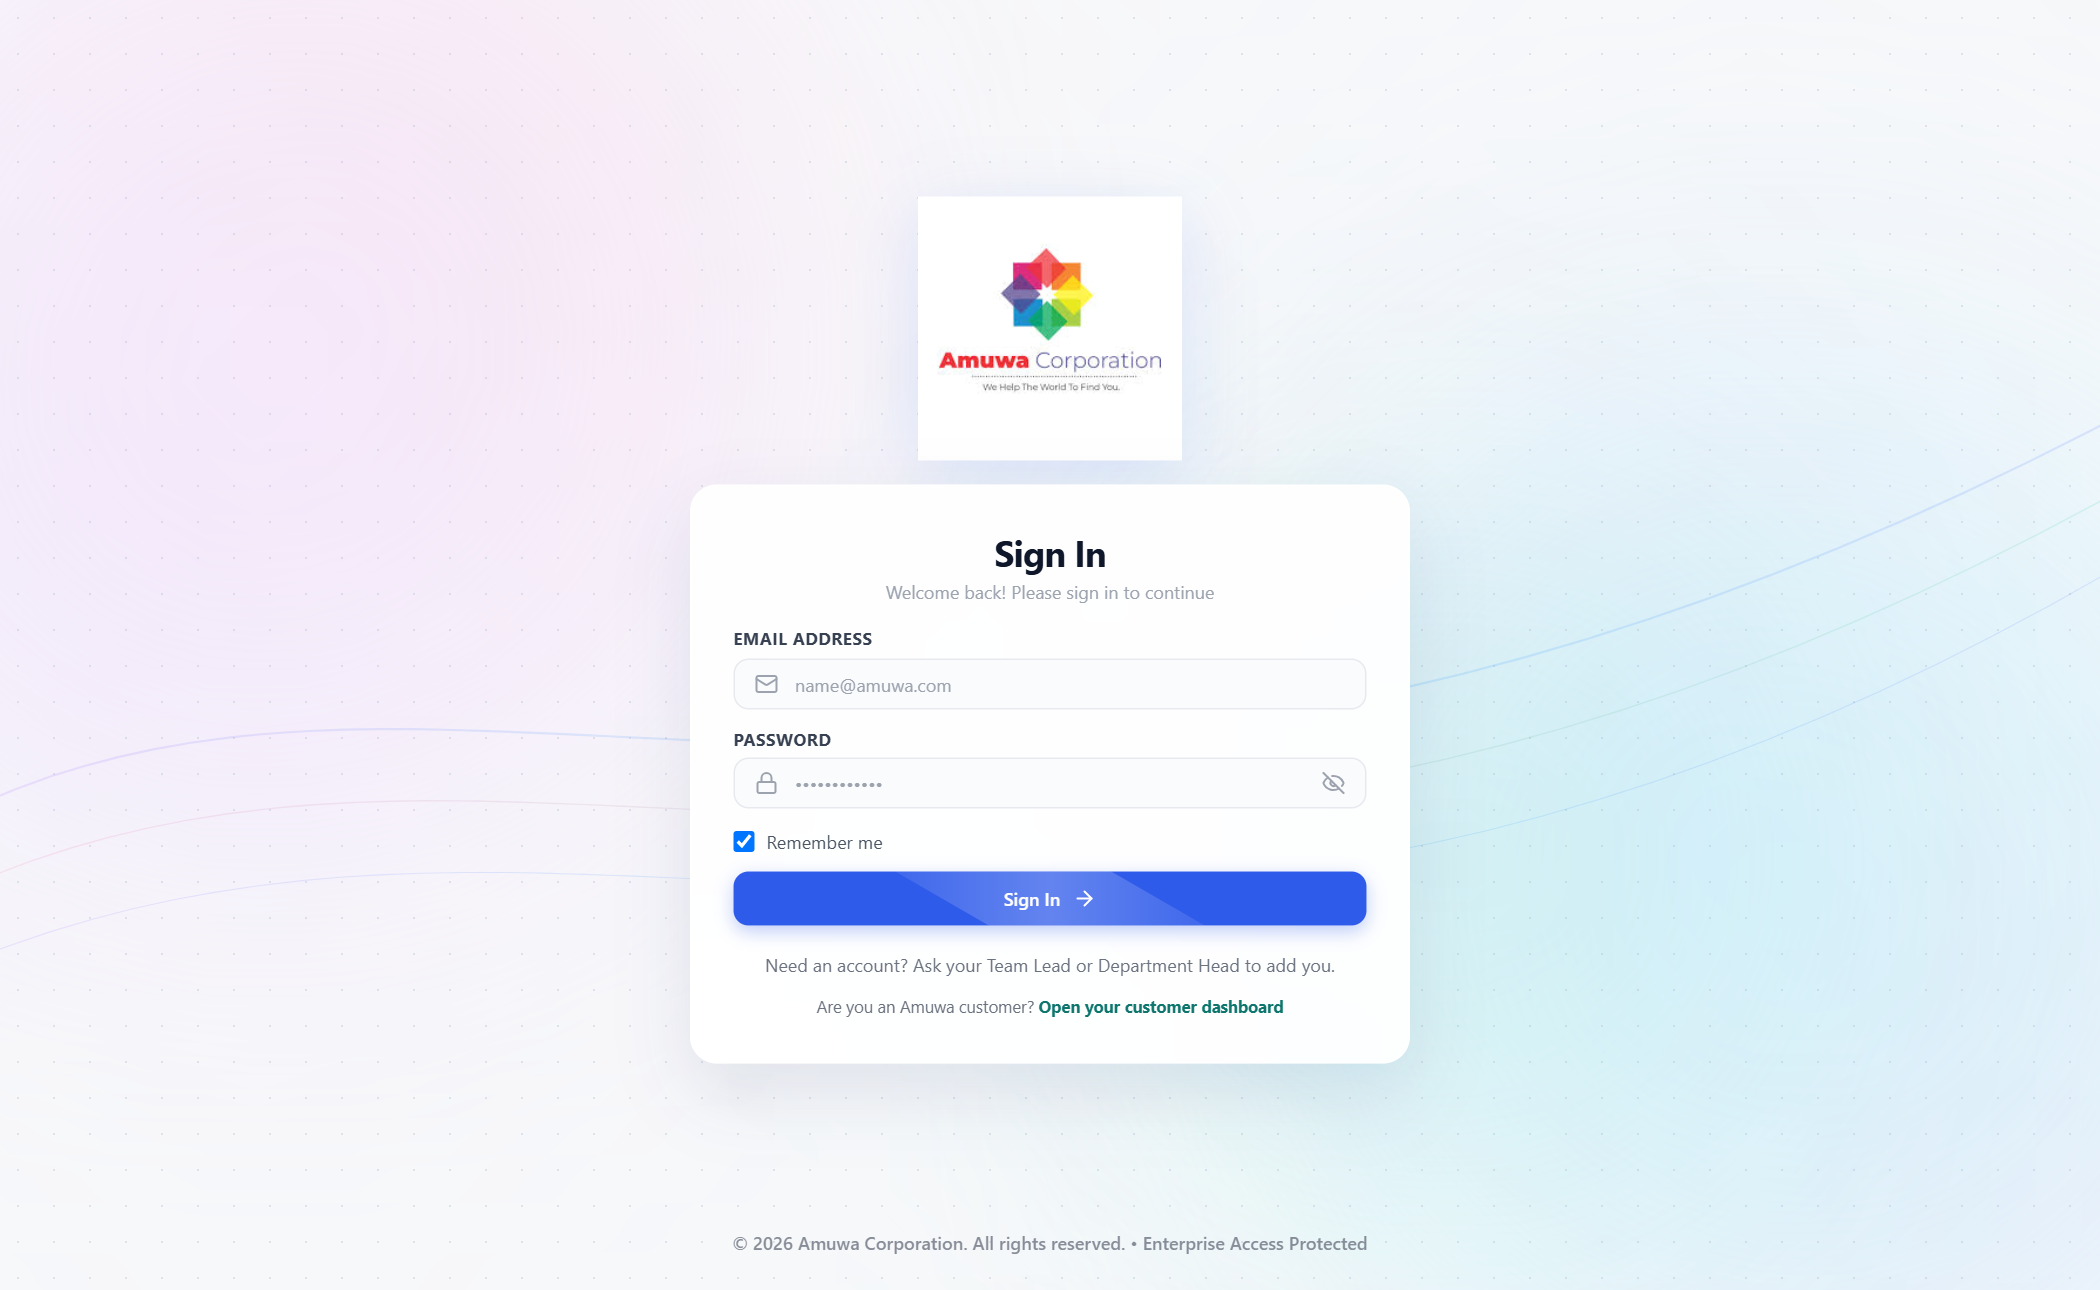 Amuwa Corporation
We Help The World To Find You.
Sign In
Welcome back! Please sign in to continue
EMAIL ADDRESS
name@amuwa.com
PASSWORD
••••••••••••
Remember me
Sign In →
Need an account? Ask your Team Lead or Department Head to add you.
Are you an Amuwa customer? Open your customer dashboard
© 2026 Amuwa Corporation. All rights reserved. • Enterprise Access Protected